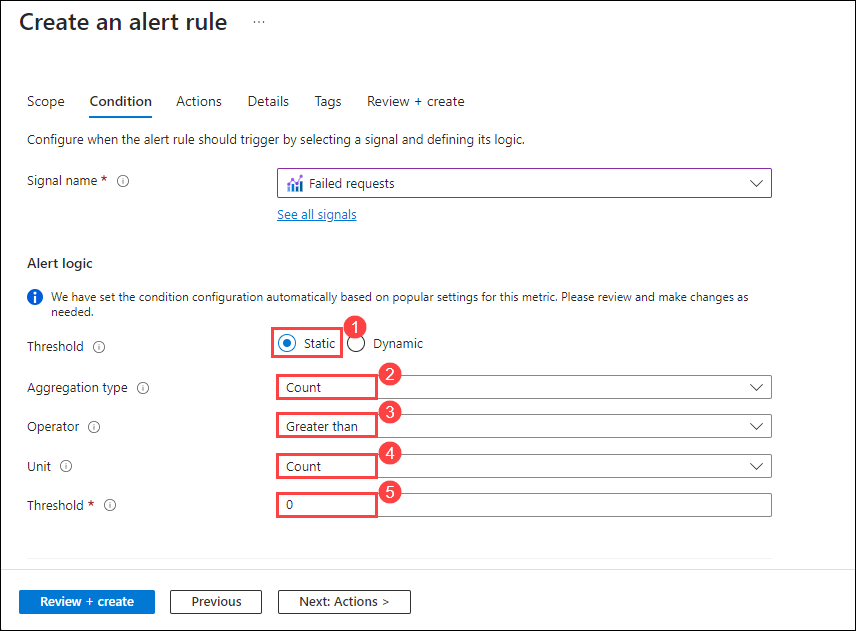 Create an alert rule ...
Scope Condition Actions Details Tags Review + create
Configure when the alert rule should trigger by selecting a signal and defining its logic.
Signal name * Failed requests
See all signals
Alert logic
We have set the condition configuration automatically based on popular settings for this metric. Please review and make changes as
needed.
1
Threshold Static Dynamic
2
Aggregation type Count
3
Operator Greater than
4
Unit Count
5
Threshold * 0
Review + create Previous Next: Actions >